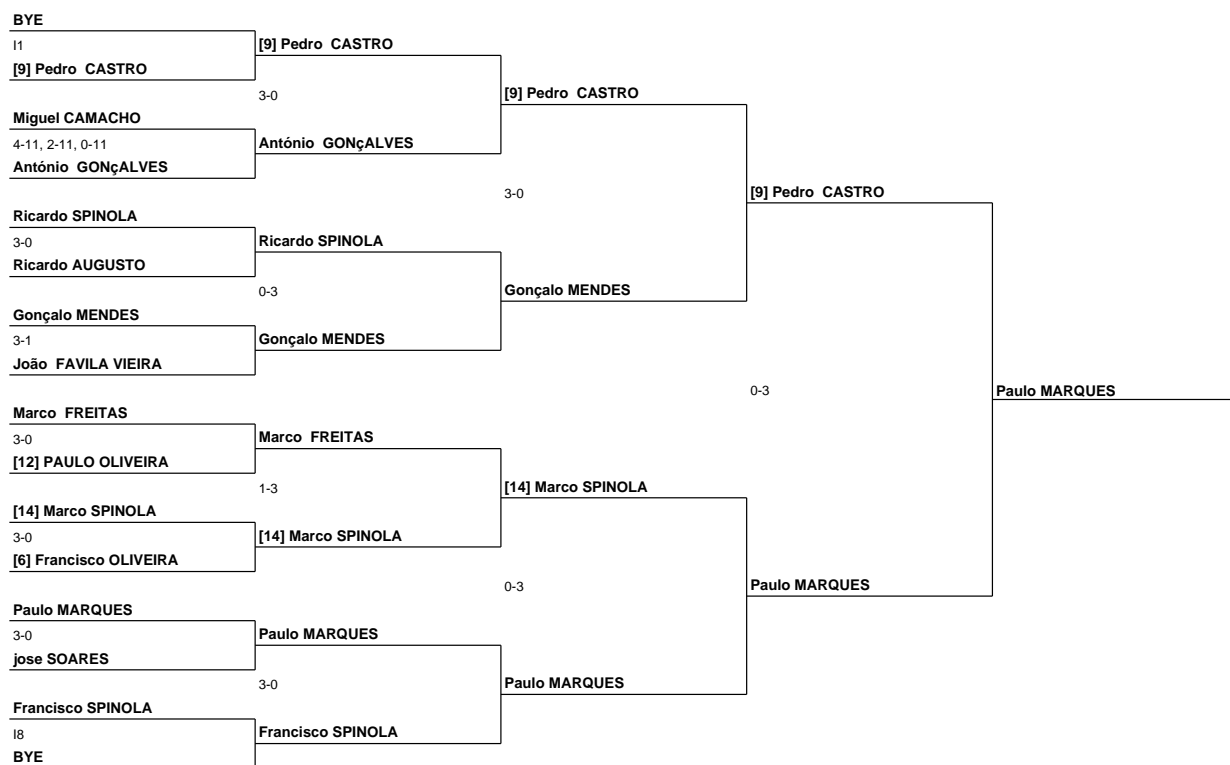 BYE
I1
[9] Pedro  CASTRO
[9] Pedro  CASTRO
3-0
[9] Pedro  CASTRO
Miguel CAMACHO
4-11, 2-11, 0-11
António  GONçALVES
António  GONçALVES
3-0
[9] Pedro  CASTRO
Ricardo SPINOLA
3-0
Ricardo AUGUSTO
Ricardo SPINOLA
0-3
Gonçalo MENDES
Gonçalo MENDES
3-1
João  FAVILA VIEIRA
Gonçalo MENDES
0-3
Paulo MARQUES
Marco  FREITAS
3-0
[12] PAULO OLIVEIRA
Marco  FREITAS
1-3
[14] Marco SPINOLA
[14] Marco SPINOLA
3-0
[6] Francisco OLIVEIRA
[14] Marco SPINOLA
0-3
Paulo MARQUES
Paulo MARQUES
3-0
jose SOARES
Paulo MARQUES
3-0
Paulo MARQUES
Francisco SPINOLA
I8
BYE
Francisco SPINOLA